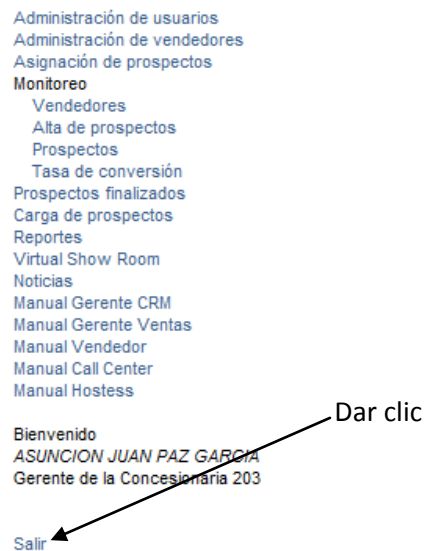 Administración de usuarios
Administración de vendedores
Asignación de prospectos
Monitoreo
Vendedores
Alta de prospectos
Prospectos
Tasa de conversión
Prospectos finalizados
Carga de prospectos
Reportes
Virtual Show Room
Noticias
Manual Gerente CRM
Manual Gerente Ventas
Manual Vendedor
Manual Call Center
Manual Hostess
Dar clic
Bienvenido
ASUNCION JUAN PAZ GARCIA
Gerente de la Concesionaria 203
Salir